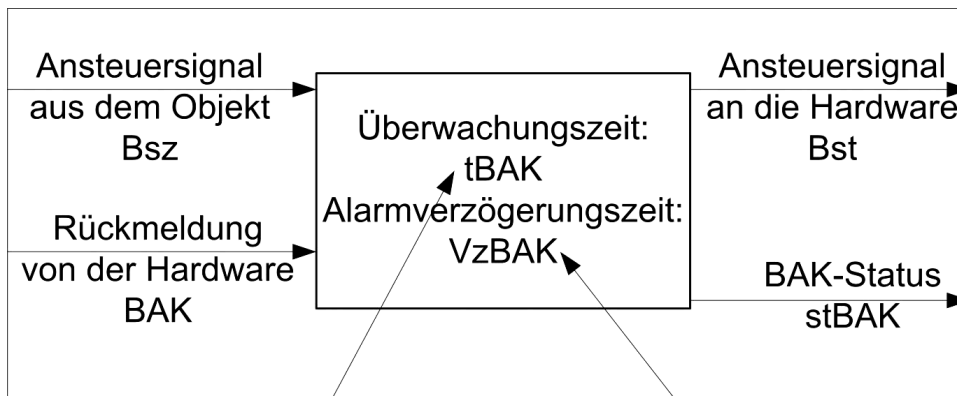 Ansteuersignal
aus dem Objekt
Bsz
Rückmeldung
von der Hardware
BAK
Überwachungszeit:
tBAK
Alarmverzögerungszeit:
VzBAK
Ansteuersignal
an die Hardware
Bst
BAK-Status
stBAK